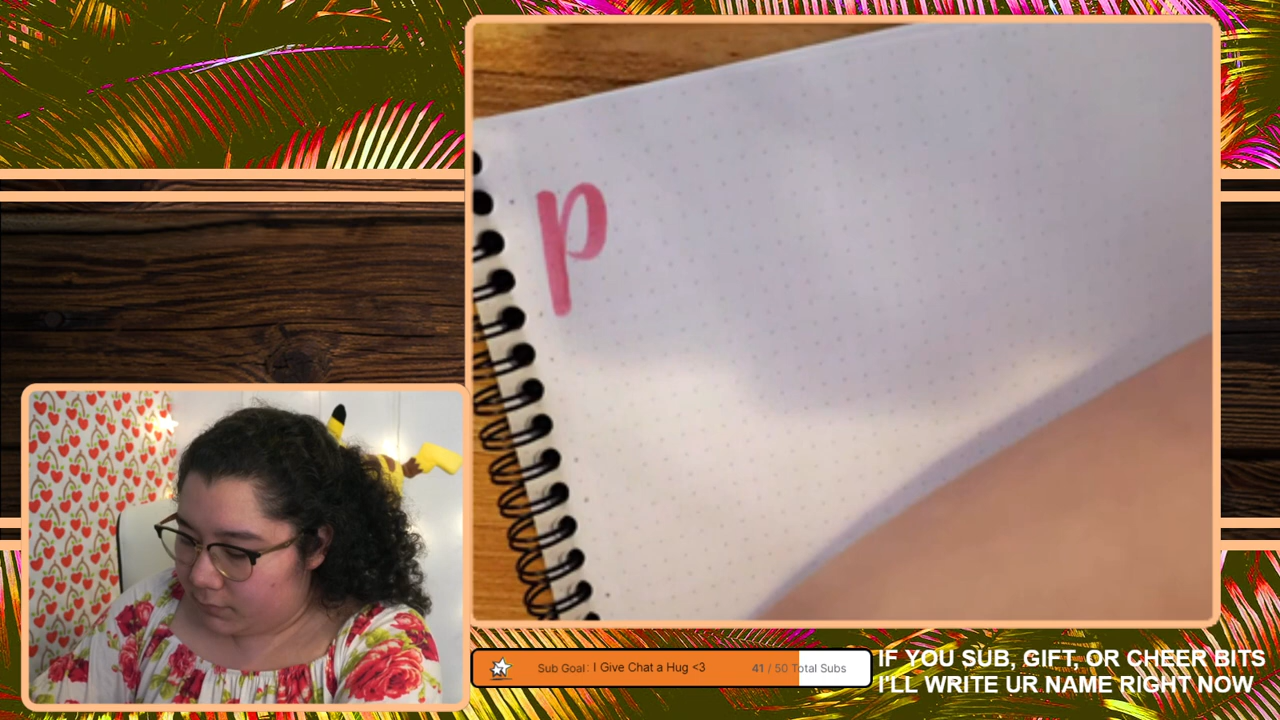 p
Sub Goal: I Give Chat a Hug <3 41 / 50 Total Subs
IF YOU SUB, GIFT, OR CHEER BITS
I'LL WRITE UR NAME RIGHT NOW